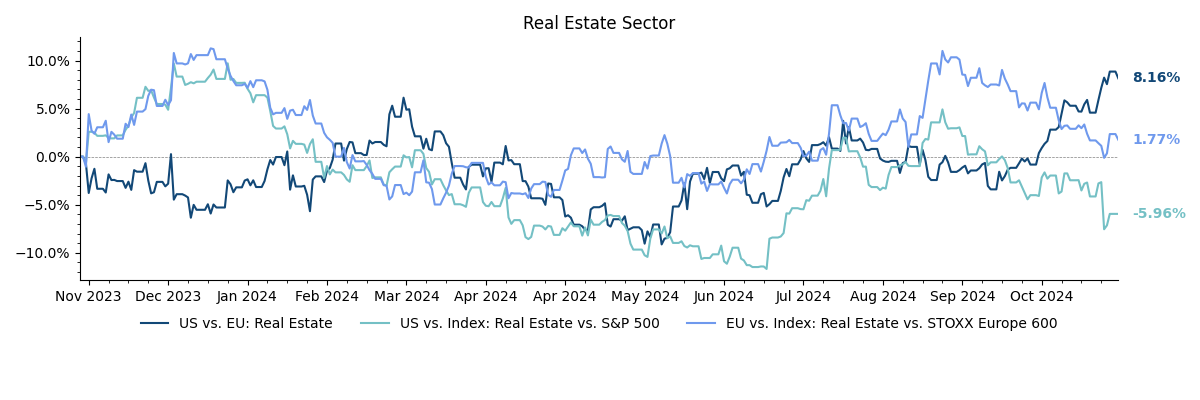 Real Estate Sector
10.0%
5.0%
0.0%
−5.0%
−10.0%
8.16%
1.77%
-5.96%
Nov 2023 Dec 2023 Jan 2024 Feb 2024 Mar 2024 Apr 2024 Apr 2024 May 2024 Jun 2024 Jul 2024 Aug 2024 Sep 2024 Oct 2024
US vs. EU: Real Estate US vs. Index: Real Estate vs. S&P 500 EU vs. Index: Real Estate vs. STOXX Europe 600